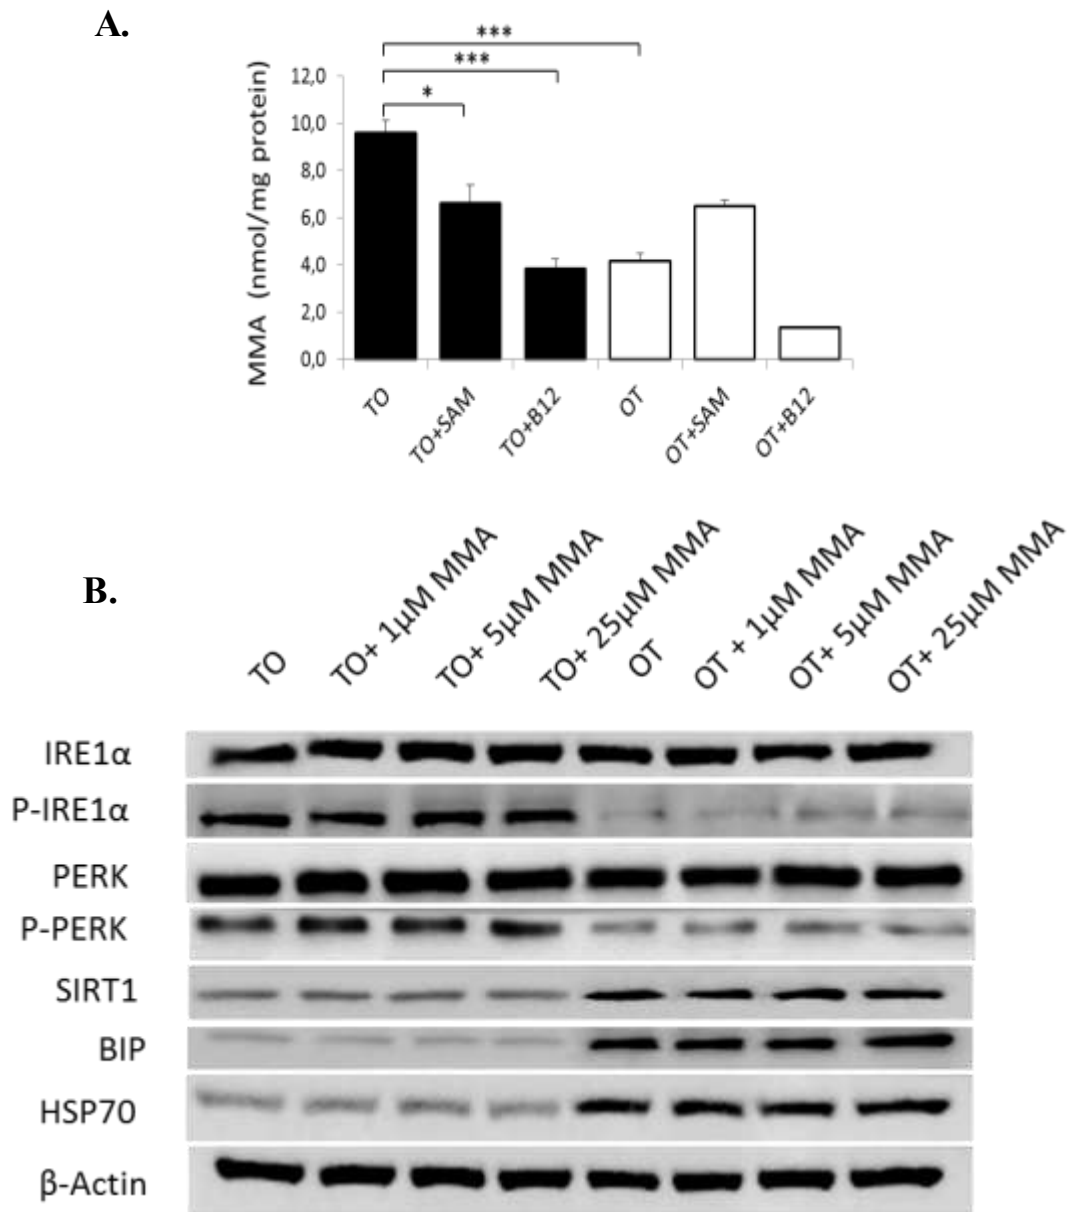 A.
***
***
*
MMA (nmol/mg protein)
12,0
10,0
8,0
6,0
4,0
2,0
0,0
TO
TO+SAM
TO+B12
OT
OT+SAM
OT+B12
B.
TO
TO+ 1µM MMA
TO+ 5µM MMA
TO+ 25µM MMA
OT
OT + 1µM MMA
OT+ 5µM MMA
OT+ 25µM MMA
IRE1α
P-IRE1α
PERK
P-PERK
SIRT1
BIP
HSP70
β-Actin